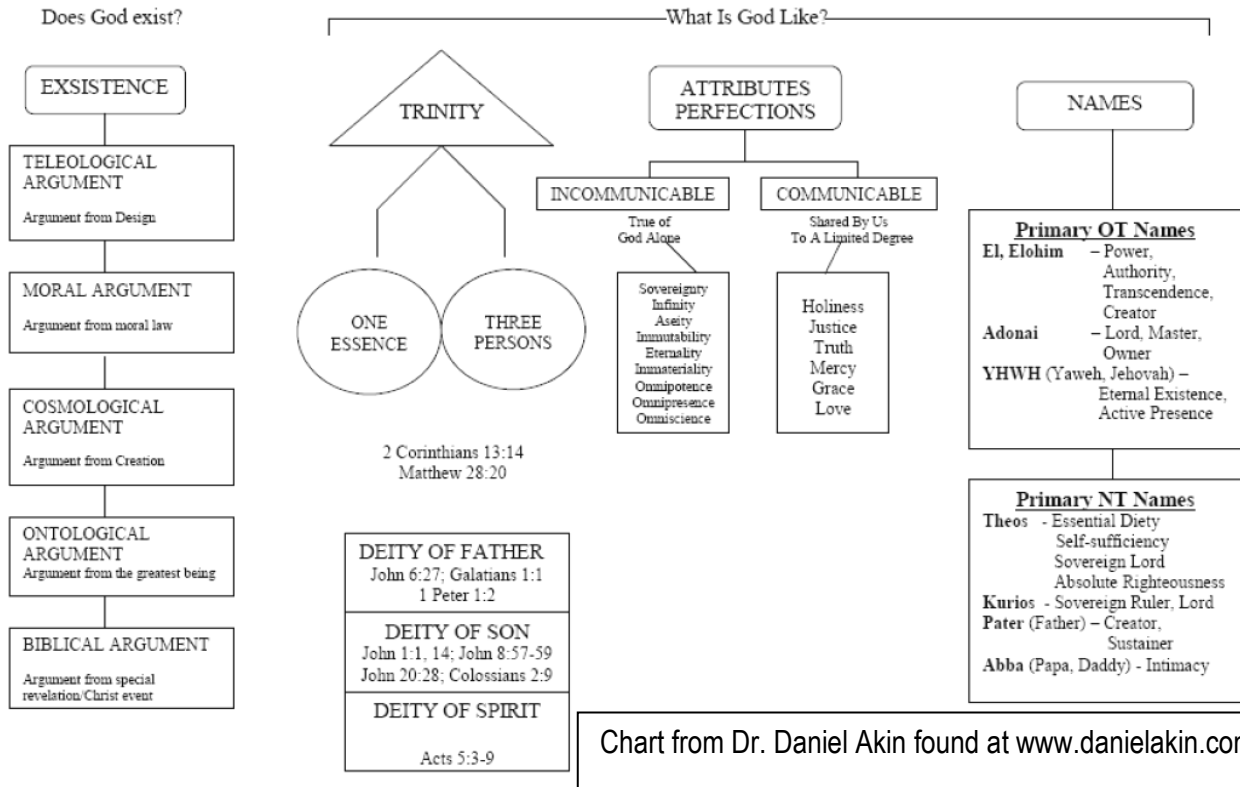 Does God exist?
What Is God Like?
EXSISTENCE
TELEOLOGICAL
ARGUMENT
Argument from Design
MORAL ARGUMENT
Argument from moral law
COSMOLOGICAL
ARGUMENT
Argument from Creation
ONTOLOGICAL
ARGUMENT
Argument from the greatest being
BIBLICAL ARGUMENT
Argument from special
revelation/Christ event
TRINITY
ONE
ESSENCE
THREE
PERSONS
2 Corinthians 13:14
Matthew 28:20
DEITY OF FATHER
John 6:27; Galatians 1:1
1 Peter 1:2
DEITY OF SON
John 1:1, 14; John 8:57-59
John 20:28; Colossians 2:9
DEITY OF SPIRIT
Acts 5:3-9
ATTRIBUTES
PERFECTIONS
INCOMMUNICABLE
True of
God Alone
Sovereignty
Infinity
Aseity
Immutability
Eternality
Immateriality
Omnipotence
Omnipresence
Omniscience
COMMUNICABLE
Shared By Us
To A Limited Degree
Holiness
Justice
Truth
Mercy
Grace
Love
NAMES
Primary OT Names
El, Elohim – Power,
Authority,
Transcendence,
Creator
Adonai – Lord, Master,
Owner
YHWH (Yaweh, Jehovah) –
Eternal Existence,
Active Presence
Primary NT Names
Theos - Essential Diety
Self-sufficiency
Sovereign Lord
Absolute Righteousness
Kurios - Sovereign Ruler, Lord
Pater (Father) – Creator,
Sustainer
Abba (Papa, Daddy) - Intimacy
Chart from Dr. Daniel Akin found at www.danielakin.com